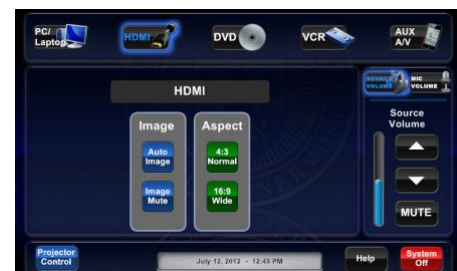 PC/
Laptop
HDMI
DVD
VCR
AUX
A/V
HDMI
SOURCE
VOLUME
MIC
VOLUME
Image
Aspect
Source
Volume
Auto
Image
4:3
Normal
Image
Mute
16:9
Wide
MUTE
Projector
Control
July 12, 2012 - 12:45 PM
Help
System
Off